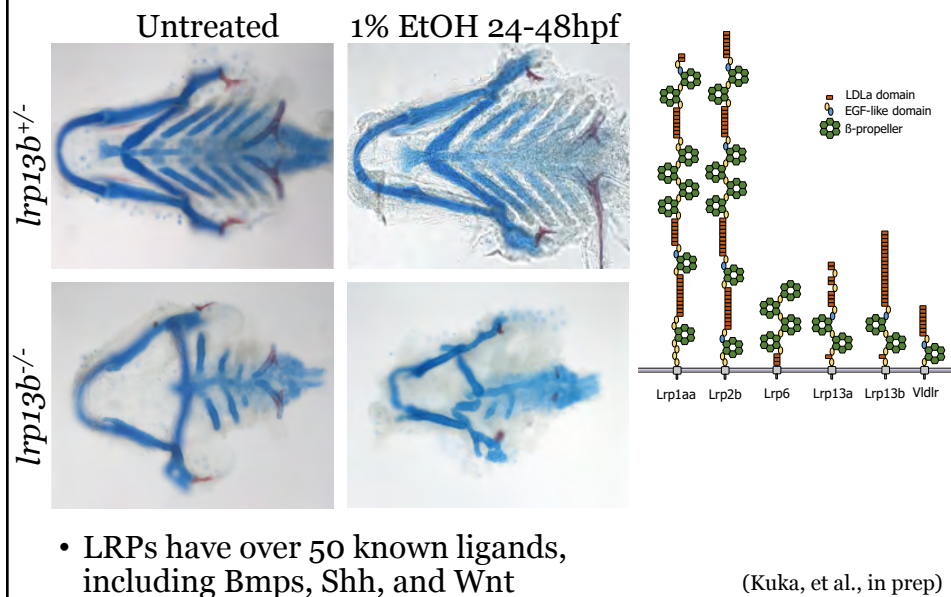 Untreated
1% EtOH 24-48hpf
lrp13b+/-
lrp13b-/-
LDLa domain
EGF-like domain
ß-propeller
Lrp1aa Lrp2b Lrp6 Lrp13a Lrp13b Vldlr
• LRPs have over 50 known ligands,
including Bmps, Shh, and Wnt
(Kuka, et al., in prep)